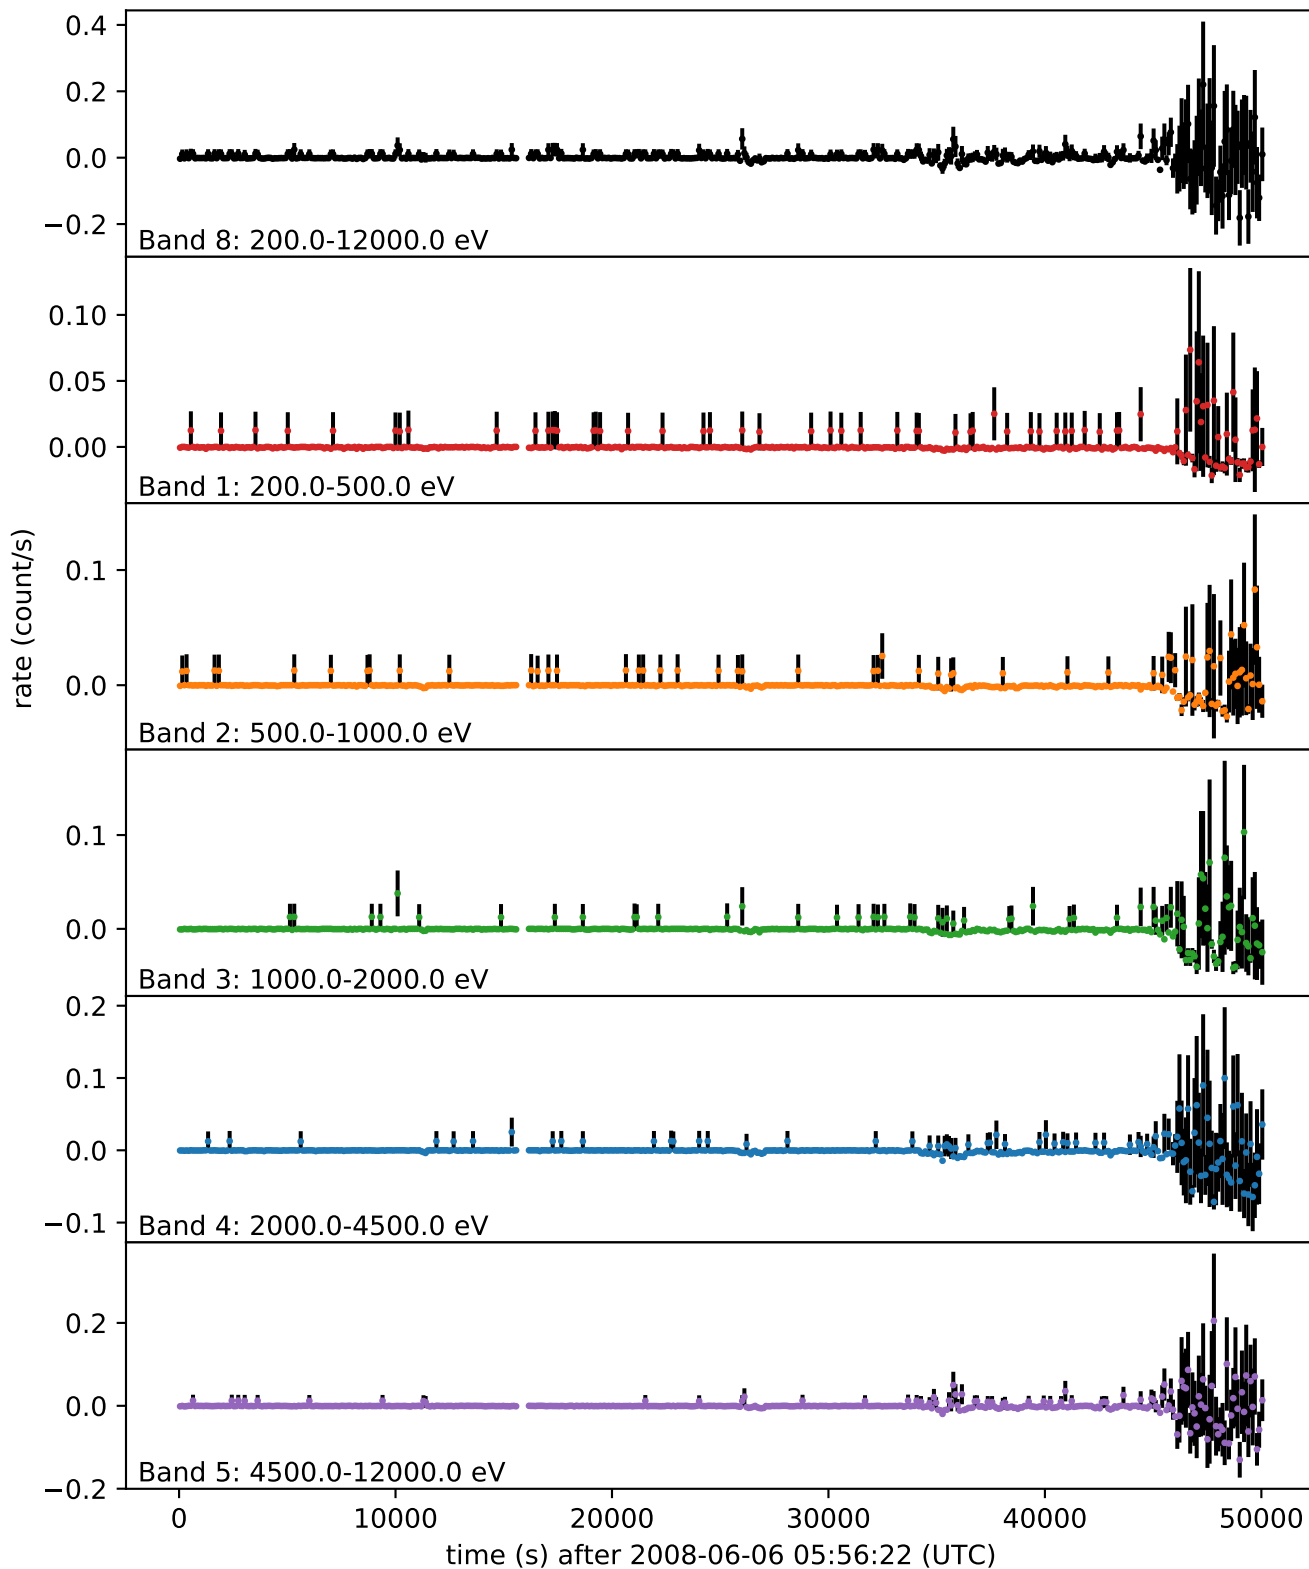 0.4
0.2
0.0
−0.2
Band 8: 200.0-12000.0 eV
0.10
0.05
0.00
Band 1: 200.0-500.0 eV
rate (count/s)
0.1
0.0
Band 2: 500.0-1000.0 eV
0.1
0.0
Band 3: 1000.0-2000.0 eV
0.2
0.1
0.0
−0.1
Band 4: 2000.0-4500.0 eV
0.2
0.0
−0.2
Band 5: 4500.0-12000.0 eV
0 10000 20000 30000 40000 50000
time (s) after 2008-06-06 05:56:22 (UTC)